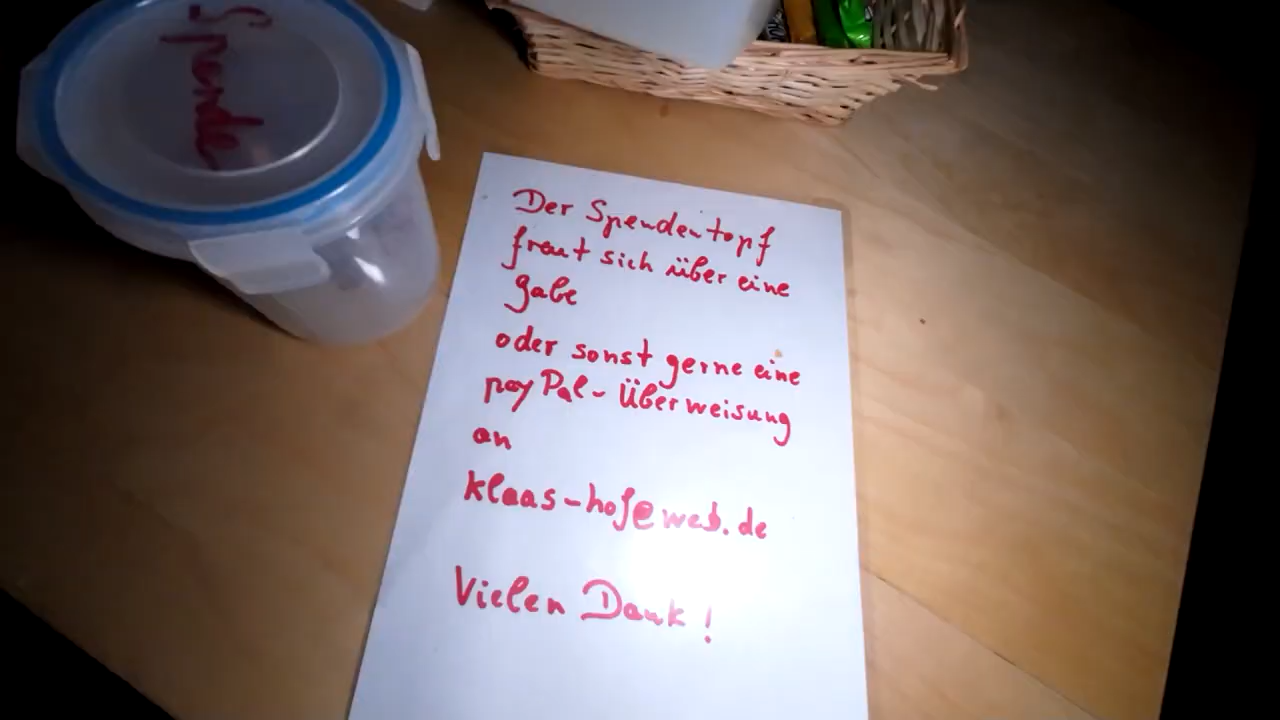 Spende
Der Spendentopf
freut sich über eine
Gabe
oder sonst gerne eine
payPal-Überweisung
an
klaas-hof@web.de
Vielen Dank!